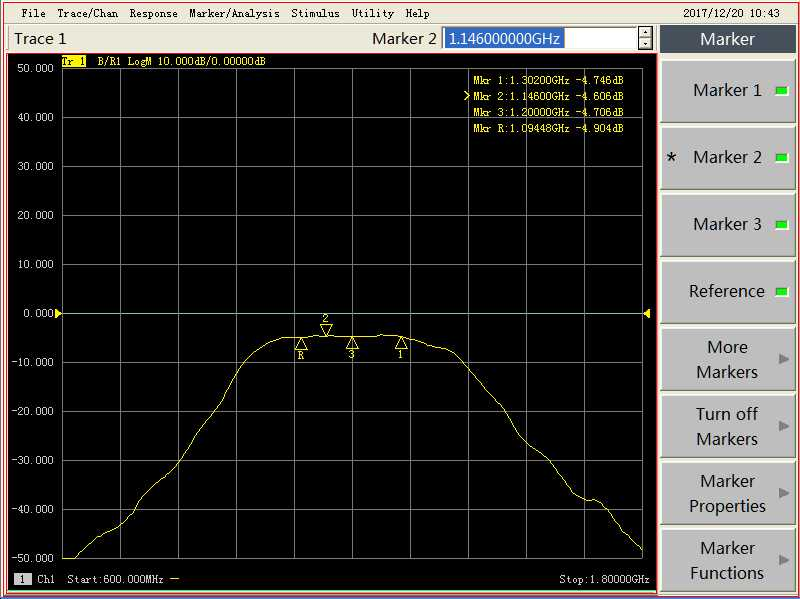 File Trace/Chan Response Marker/Analysis Stimulus Utility Help 2017/12/20 10:43
Trace 1 Marker 2 1.146000000GHz
Marker
Tr 1 B/R1 LogM 10.000dB/0.00000dB
50.000
40.000
30.000
20.000
10.000
0.000
-10.000
-20.000
-30.000
-40.000
-50.000
Mkr 1:1.30200GHz -4.746dB
>Mkr 2:1.14600GHz -4.606dB
Mkr 3:1.20000GHz -4.706dB
Mkr R:1.09448GHz -4.904dB
2
R 3 1
1 Ch1 Start:600.000MHz Stop:1.80000GHz
Marker 1
* Marker 2
Marker 3
Reference
More
Markers
Turn off
Markers
Marker
Properties
Marker
Functions